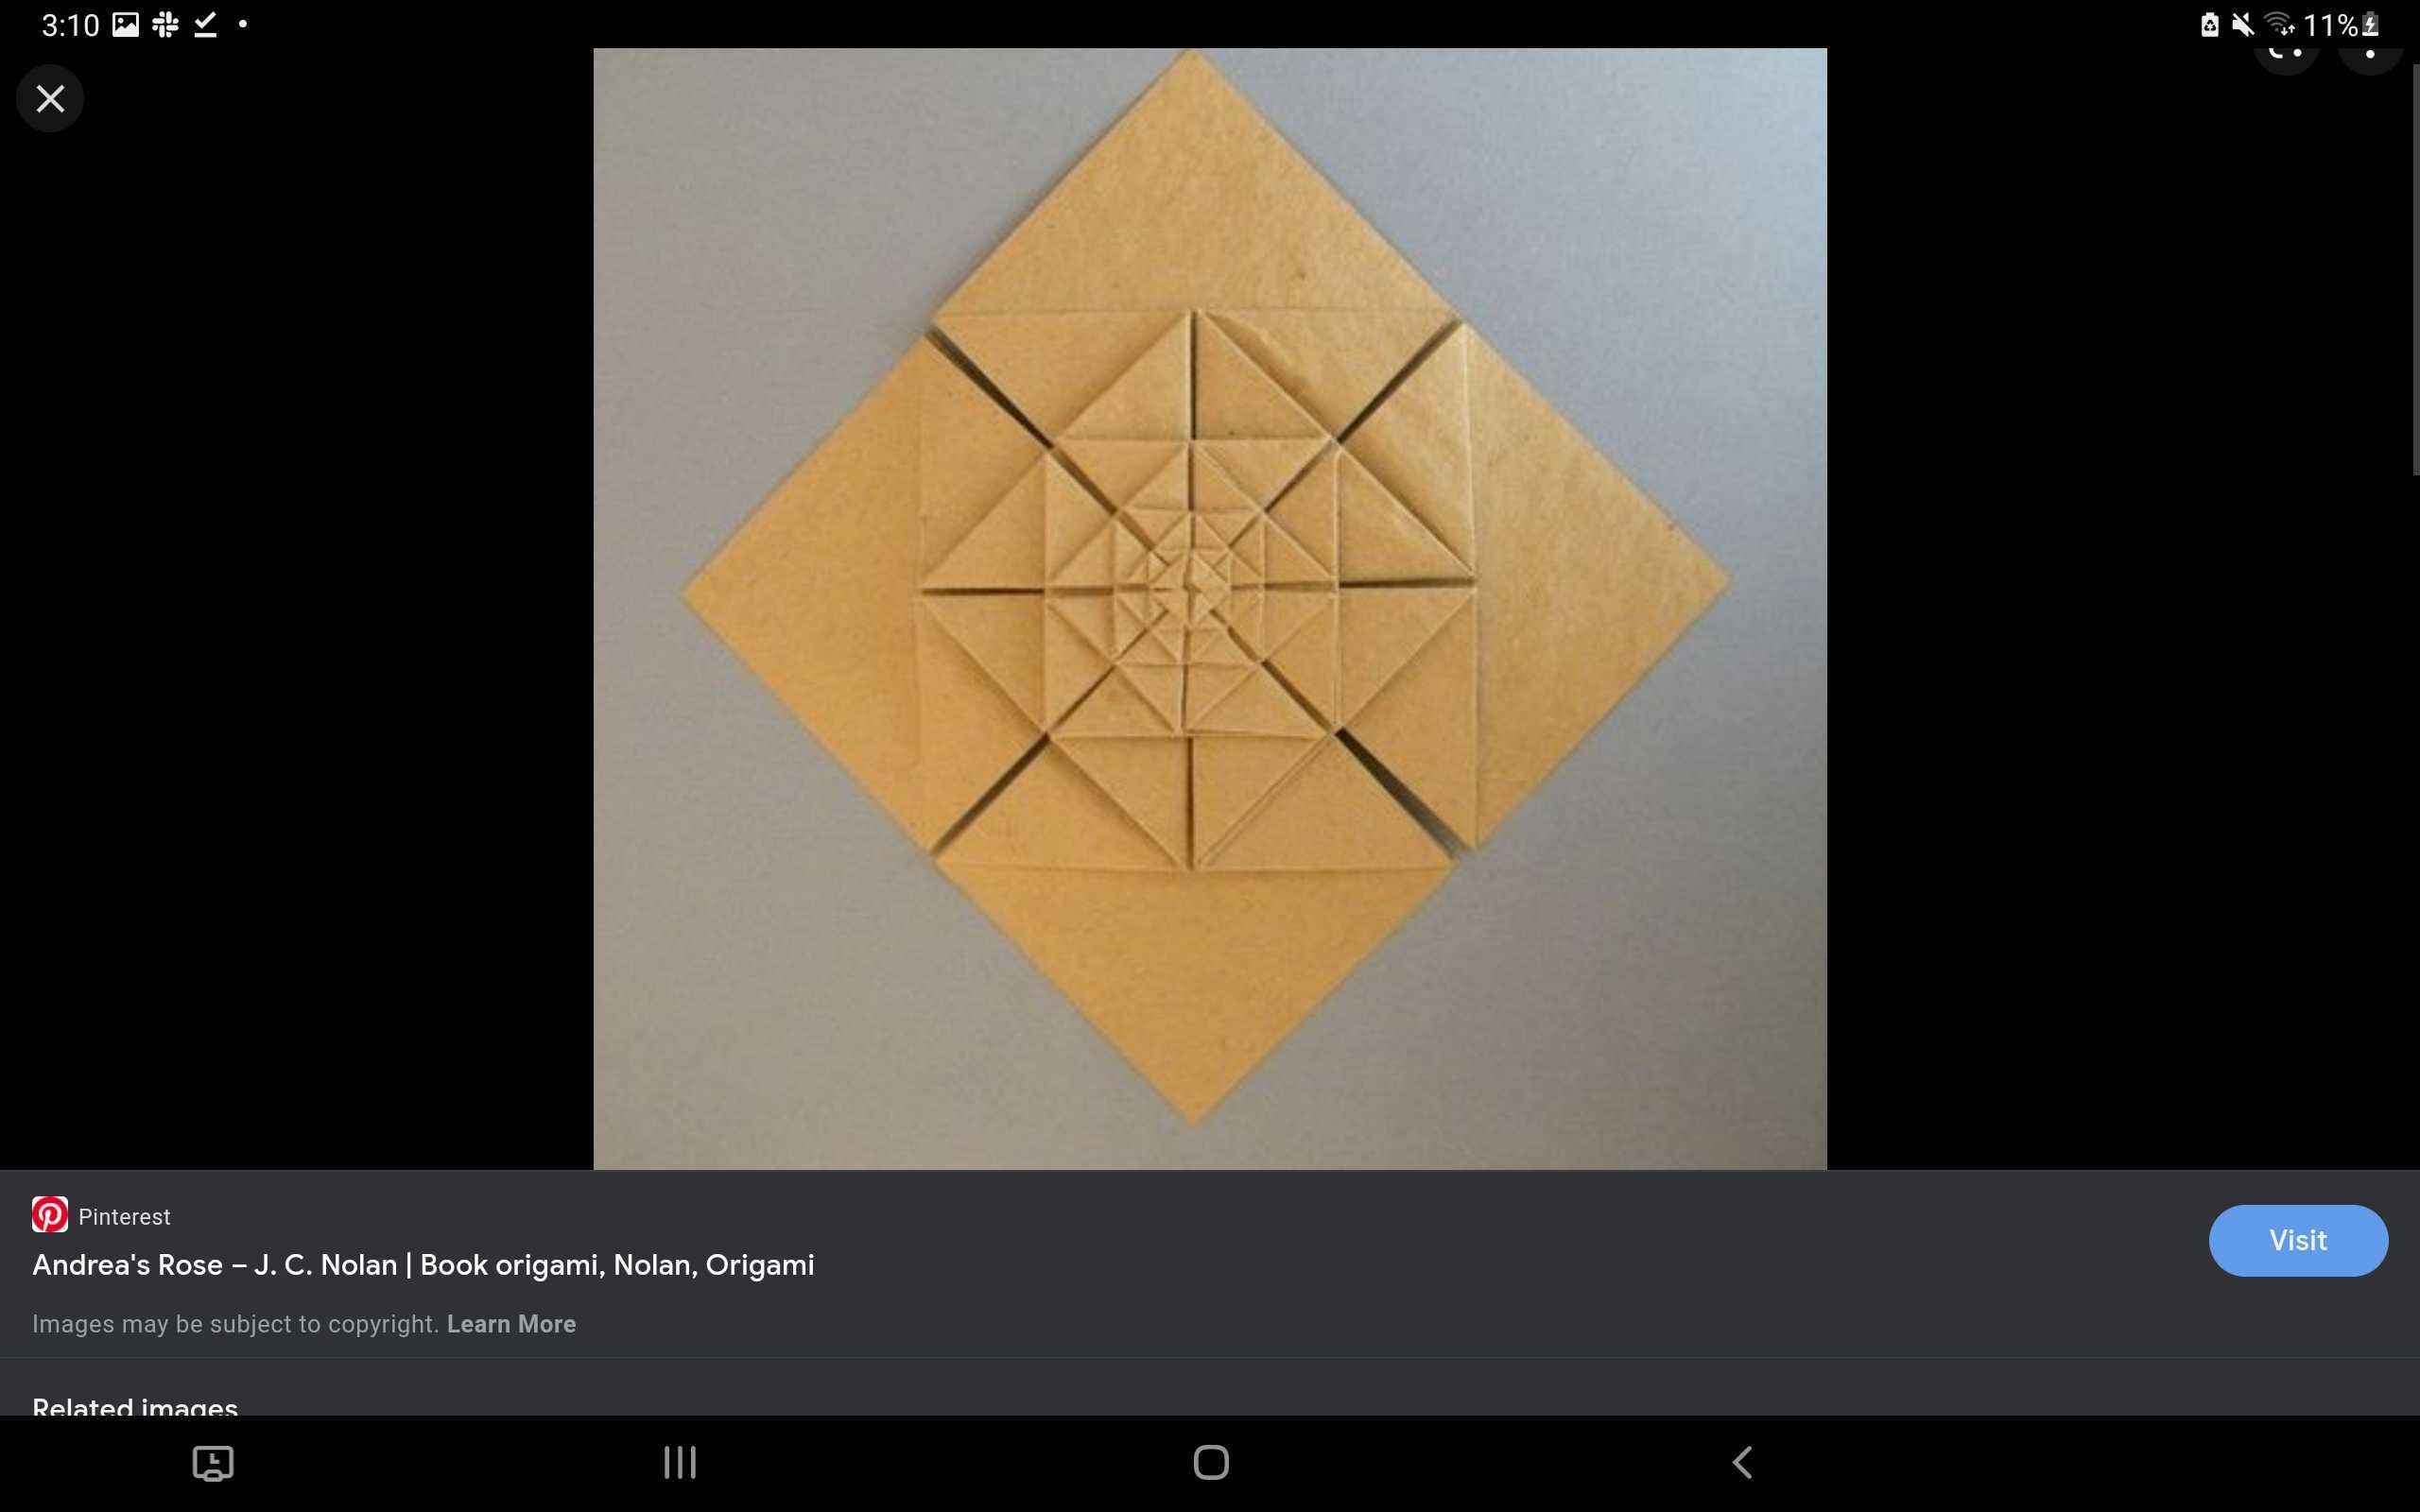 3:10
11%
Pinterest
Andrea's Rose – J. C. Nolan | Book origami, Nolan, Origami
Visit
Images may be subject to copyright. Learn More
Related images